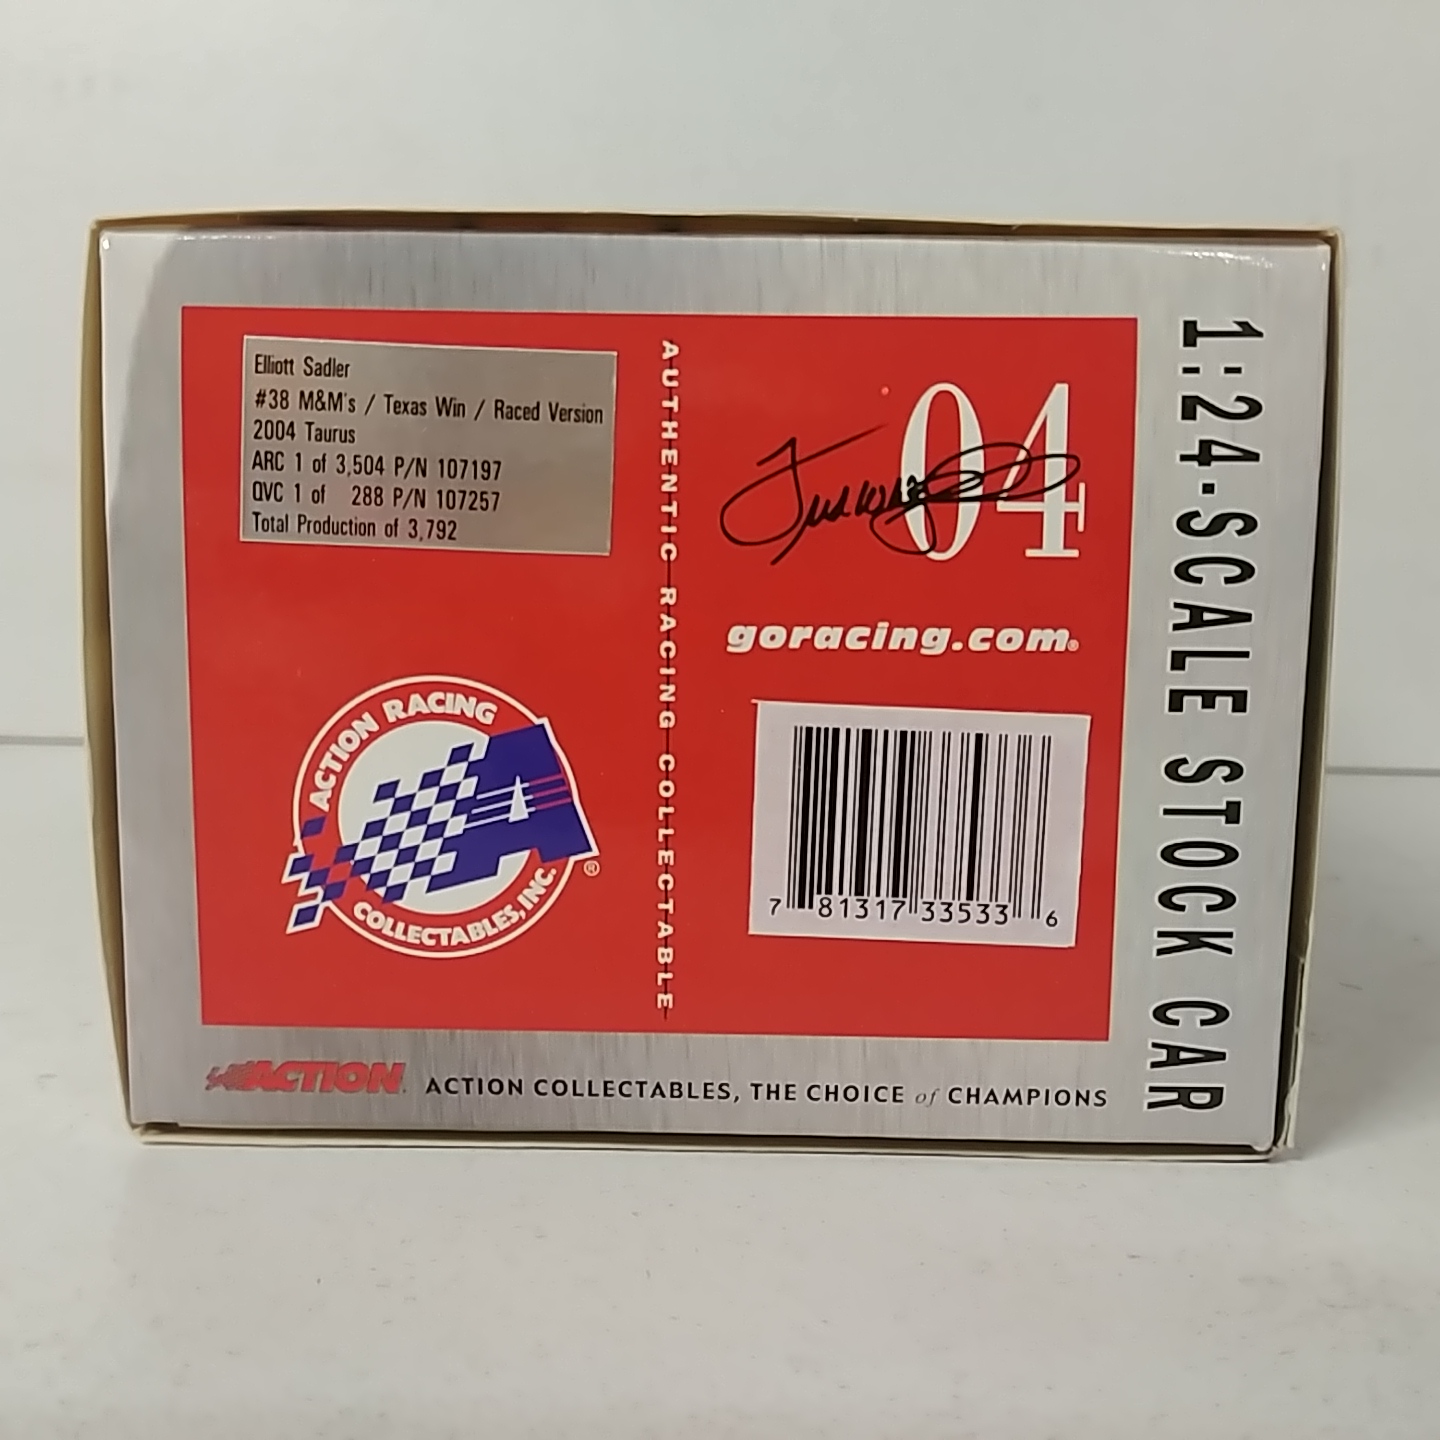 Elliott Sadler
#38 M&M's / Texas Win / Raced Version
2004 Taurus
ARC 1 of 3,504 P/N 107197
QVC 1 of 288 P/N 107257
Total Production of 3,792
ACTION RACING
COLLECTABLES, INC.
®
AUTHENTIC RACING COLLECTABLE
04
goracing.com®
7 81317 33533 6
1:24-SCALE STOCK CAR
ACTION
ACTION COLLECTABLES, THE CHOICE of CHAMPIONS